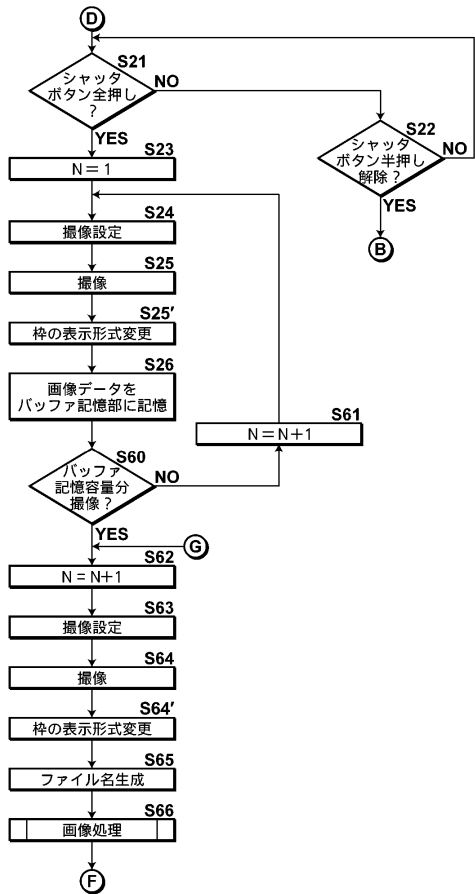 D
S21
シャッタ
ボタン全押し
?
NO
YES
S22
シャッタ
ボタン半押し
解除?
NO
YES
B
S23
N=1
S24
撮像設定
S25
撮像
S25′
枠の表示形式変更
S26
画像データを
バッファ記憶部に記憶
S61
N=N+1
S60
バッファ
記憶容量分
撮像?
NO
YES
G
S62
N=N+1
S63
撮像設定
S64
撮像
S64′
枠の表示形式変更
S65
ファイル名生成
S66
画像処理
F